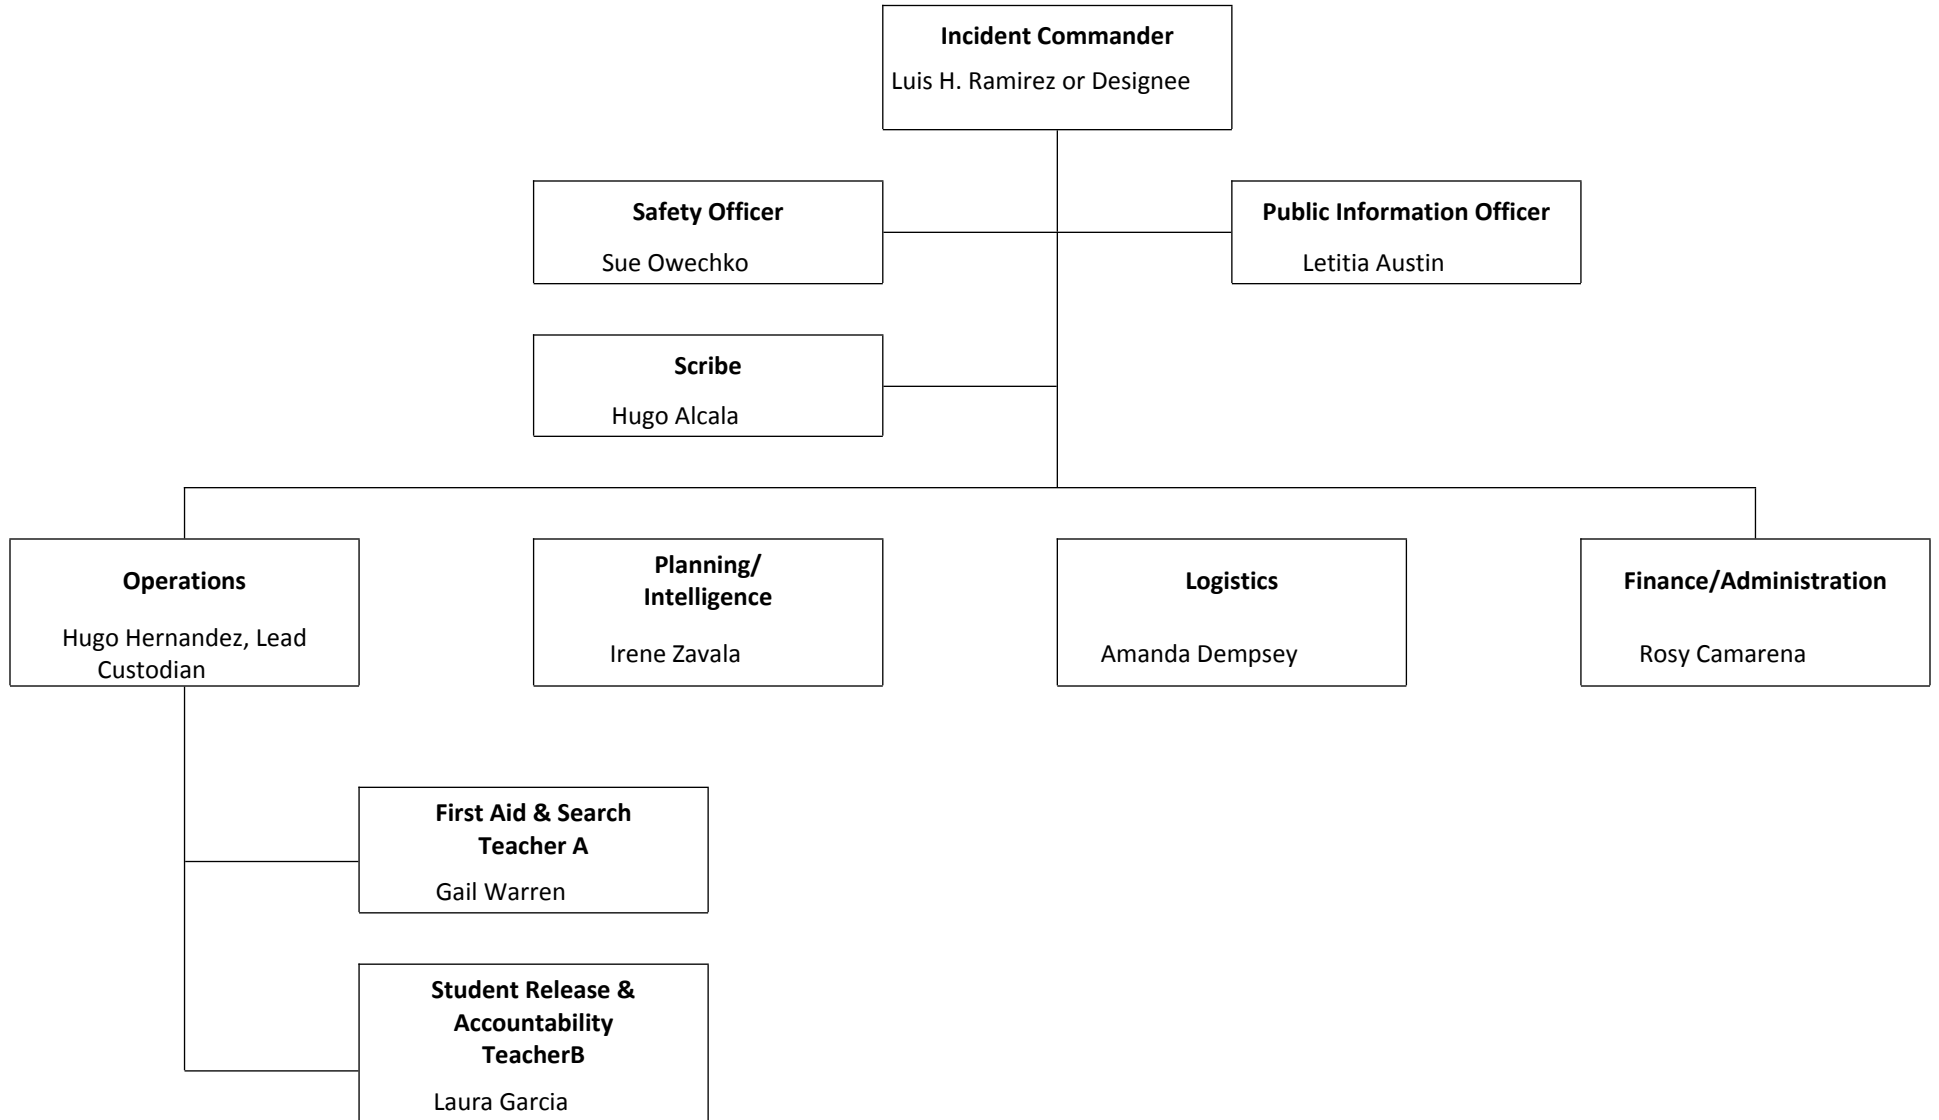 Incident Commander
Luis H. Ramirez or Designee
Safety Officer
Sue Owechko
Public Information Officer
Letitia Austin
Scribe
Hugo Alcala
Operations
Hugo Hernandez, Lead
Custodian
Planning/
Intelligence
Irene Zavala
Logistics
Amanda Dempsey
Finance/Administration
Rosy Camarena
First Aid & Search
Teacher A
Gail Warren
Student Release &
Accountability
TeacherB
Laura Garcia